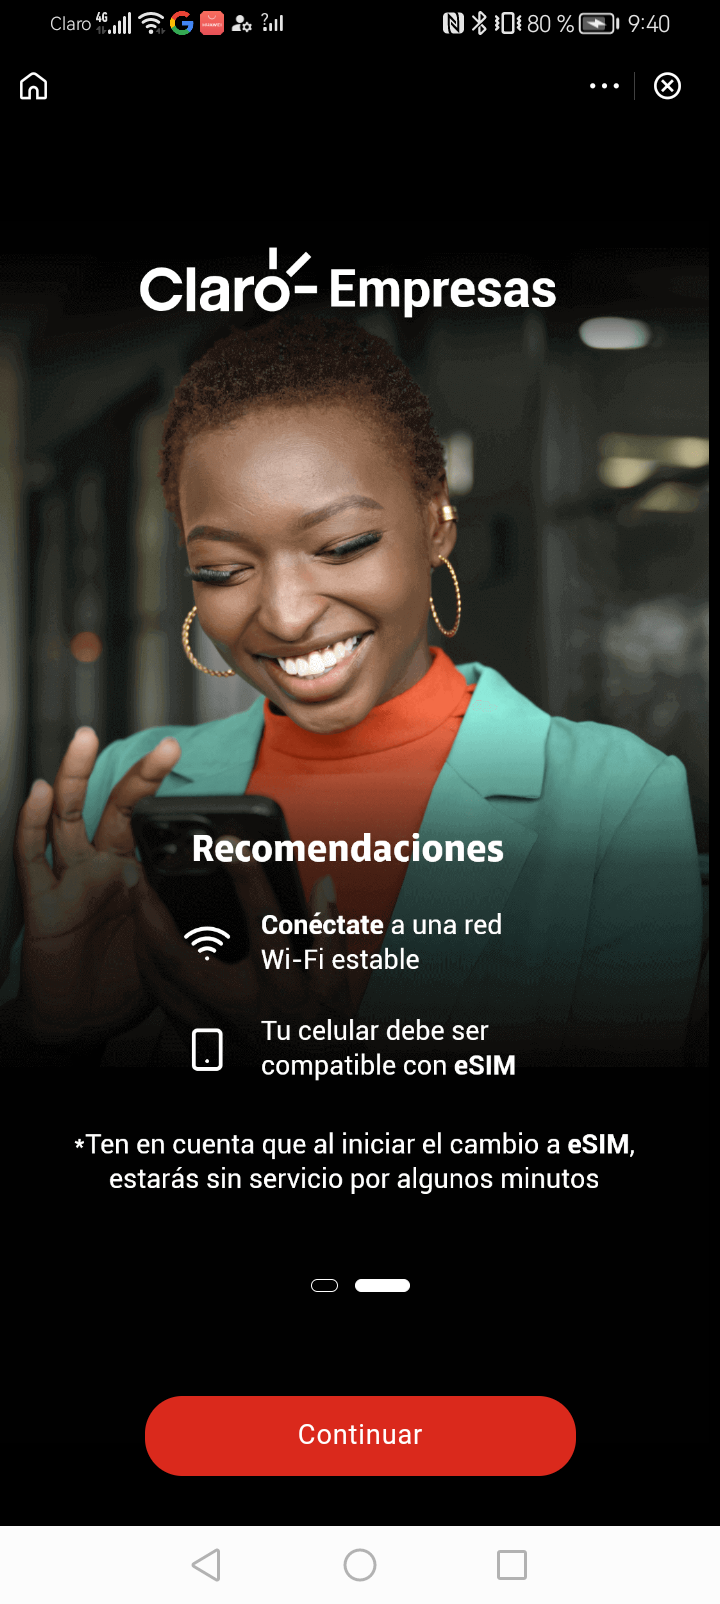 Claro 4G ? 80 % 9:40
Claro Empresas
Recomendaciones
Conéctate a una red
Wi-Fi estable
Tu celular debe ser
compatible con eSIM
*Ten en cuenta que al iniciar el cambio a eSIM,
estarás sin servicio por algunos minutos
Continuar